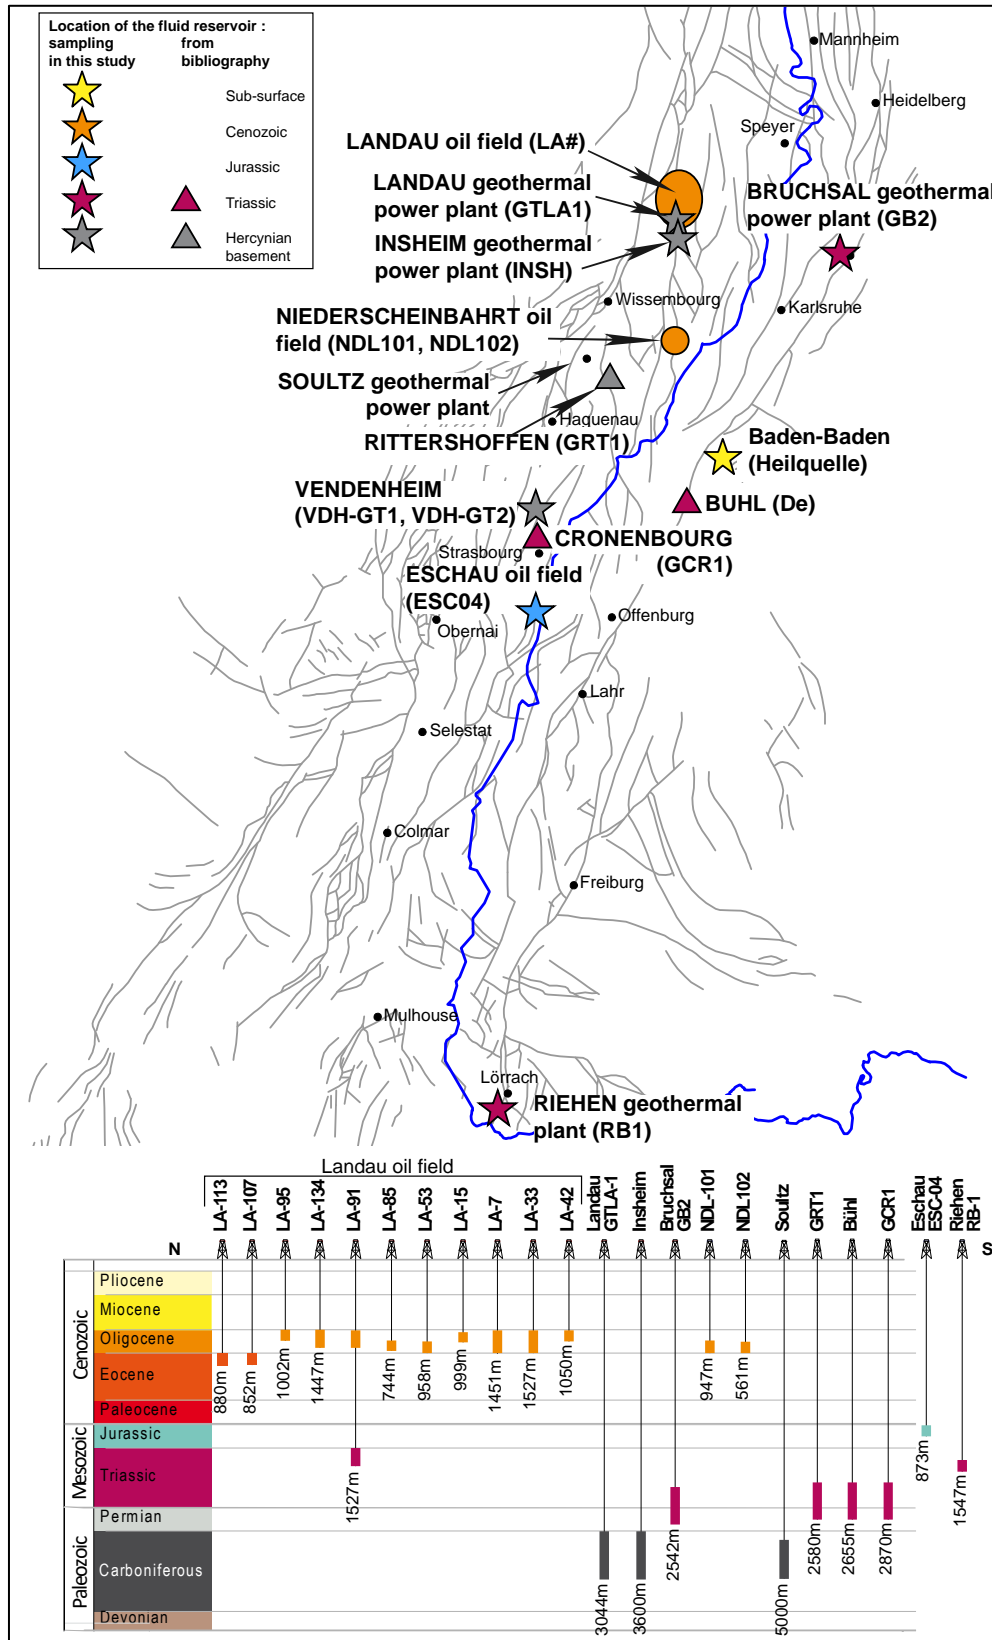 Location of the fluid reservoir :
sampling from
in this study bibliography
Sub-surface
Cenozoic
Jurassic
Triassic
Hercynian
basement
Mannheim
Heidelberg
Speyer
LANDAU oil field (LA#)
LANDAU geothermal
power plant (GTLA1)
BRUCHSAL geothermal
power plant (GB2)
INSHEIM geothermal
power plant (INSH)
Wissembourg
Karlsruhe
NIEDERSCHEINBAHRT oil
field (NDL101, NDL102)
SOULTZ geothermal
power plant
Haguenau
RITTERSHOFFEN (GRT1)
Baden-Baden
(Heilquelle)
VENDENHEIM
(VDH-GT1, VDH-GT2)
BUHL (De)
CRONENBOURG
(GCR1)
Strasbourg
ESCHAU oil field
(ESC04)
Obernai
Offenburg
Lahr
Selestat
Colmar
Freiburg
Mulhouse
Lörrach
RIEHEN geothermal
plant (RB1)
Landau oil field
LA-113
LA-107
LA-95
LA-134
LA-91
LA-85
LA-53
LA-15
LA-7
LA-33
LA-42
Landau
GTLA-1
Insheim
Bruchsal
GB2
NDL-101
NDL102
Soultz
GRT1
Bühl
GCR1
Eschau
ESC-04
Riehen
RB-1
N
S
Cenozoic
Pliocene
Miocene
Oligocene
Eocene
Paleocene
Mesozoic
Jurassic
Triassic
Paleozoic
Permian
Carboniferous
Devonian
880m
852m
1002m
1447m
1527m
744m
958m
999m
1451m
1527m
1050m
3044m
3600m
2542m
947m
561m
5000m
2580m
2655m
2870m
873m
1547m